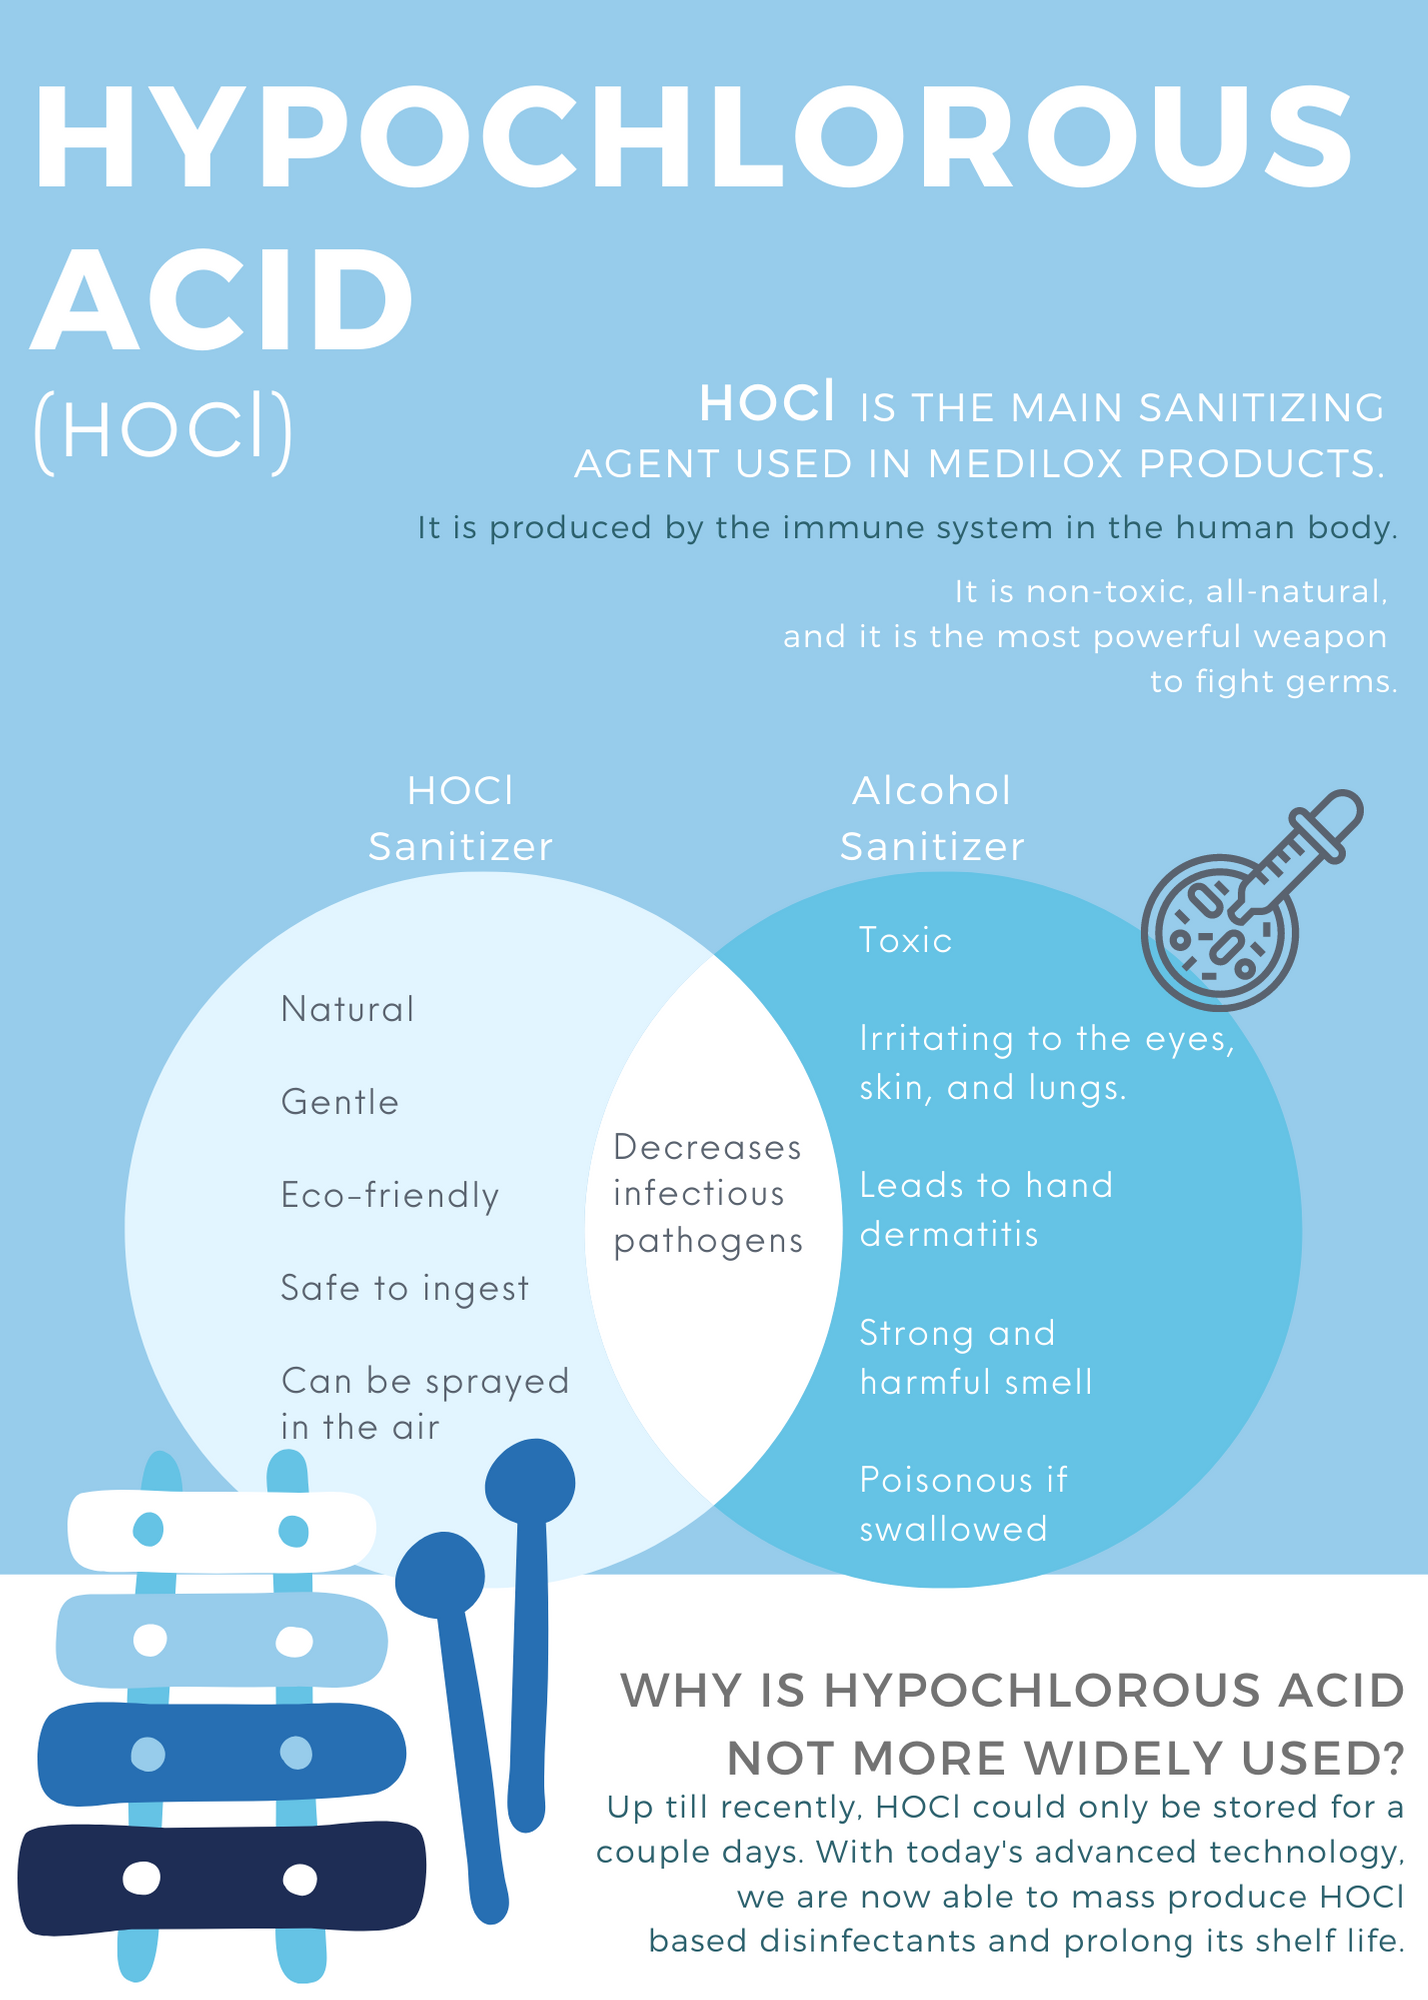 HYPOCHLOROUS
ACID
(HOCl)
HOCl IS THE MAIN SANITIZING
AGENT USED IN MEDILOX PRODUCTS.
It is produced by the immune system in the human body.
It is non-toxic, all-natural,
and it is the most powerful weapon
to fight germs.
HOCl
Sanitizer
Natural
Gentle
Eco-friendly
Safe to ingest
Can be sprayed
in the air
Decreases
infectious
pathogens
Alcohol
Sanitizer
Toxic
Irritating to the eyes,
skin, and lungs.
Leads to hand
dermatitis
Strong and
harmful smell
Poisonous if
swallowed
WHY IS HYPOCHLOROUS ACID
NOT MORE WIDELY USED?
Up till recently, HOCl could only be stored for a
couple days. With today's advanced technology,
we are now able to mass produce HOCl
based disinfectants and prolong its shelf life.